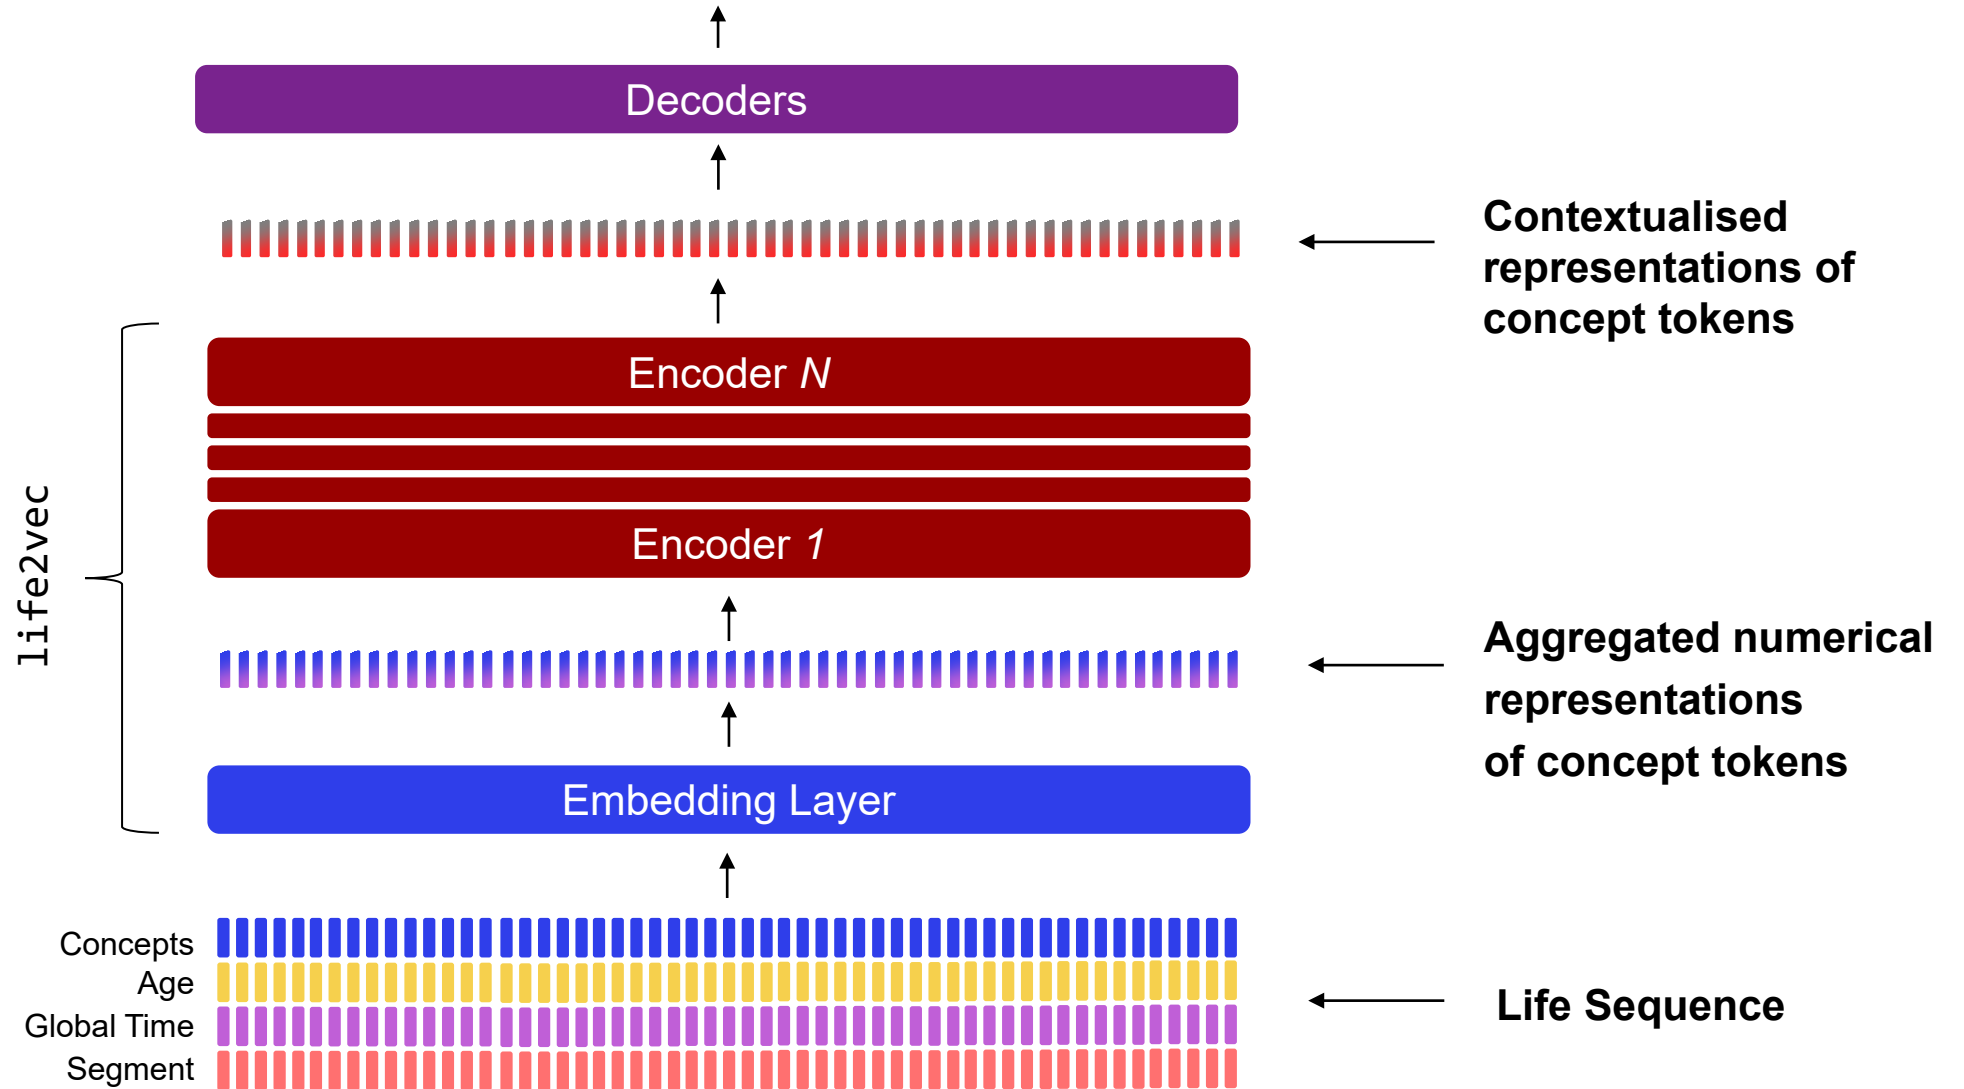 Decoders
Contextualised
representations of
concept tokens
Encoder N
Encoder 1
life2vec
Aggregated numerical
representations
of concept tokens
Embedding Layer
Concepts
Age
Global Time
Segment
Life Sequence